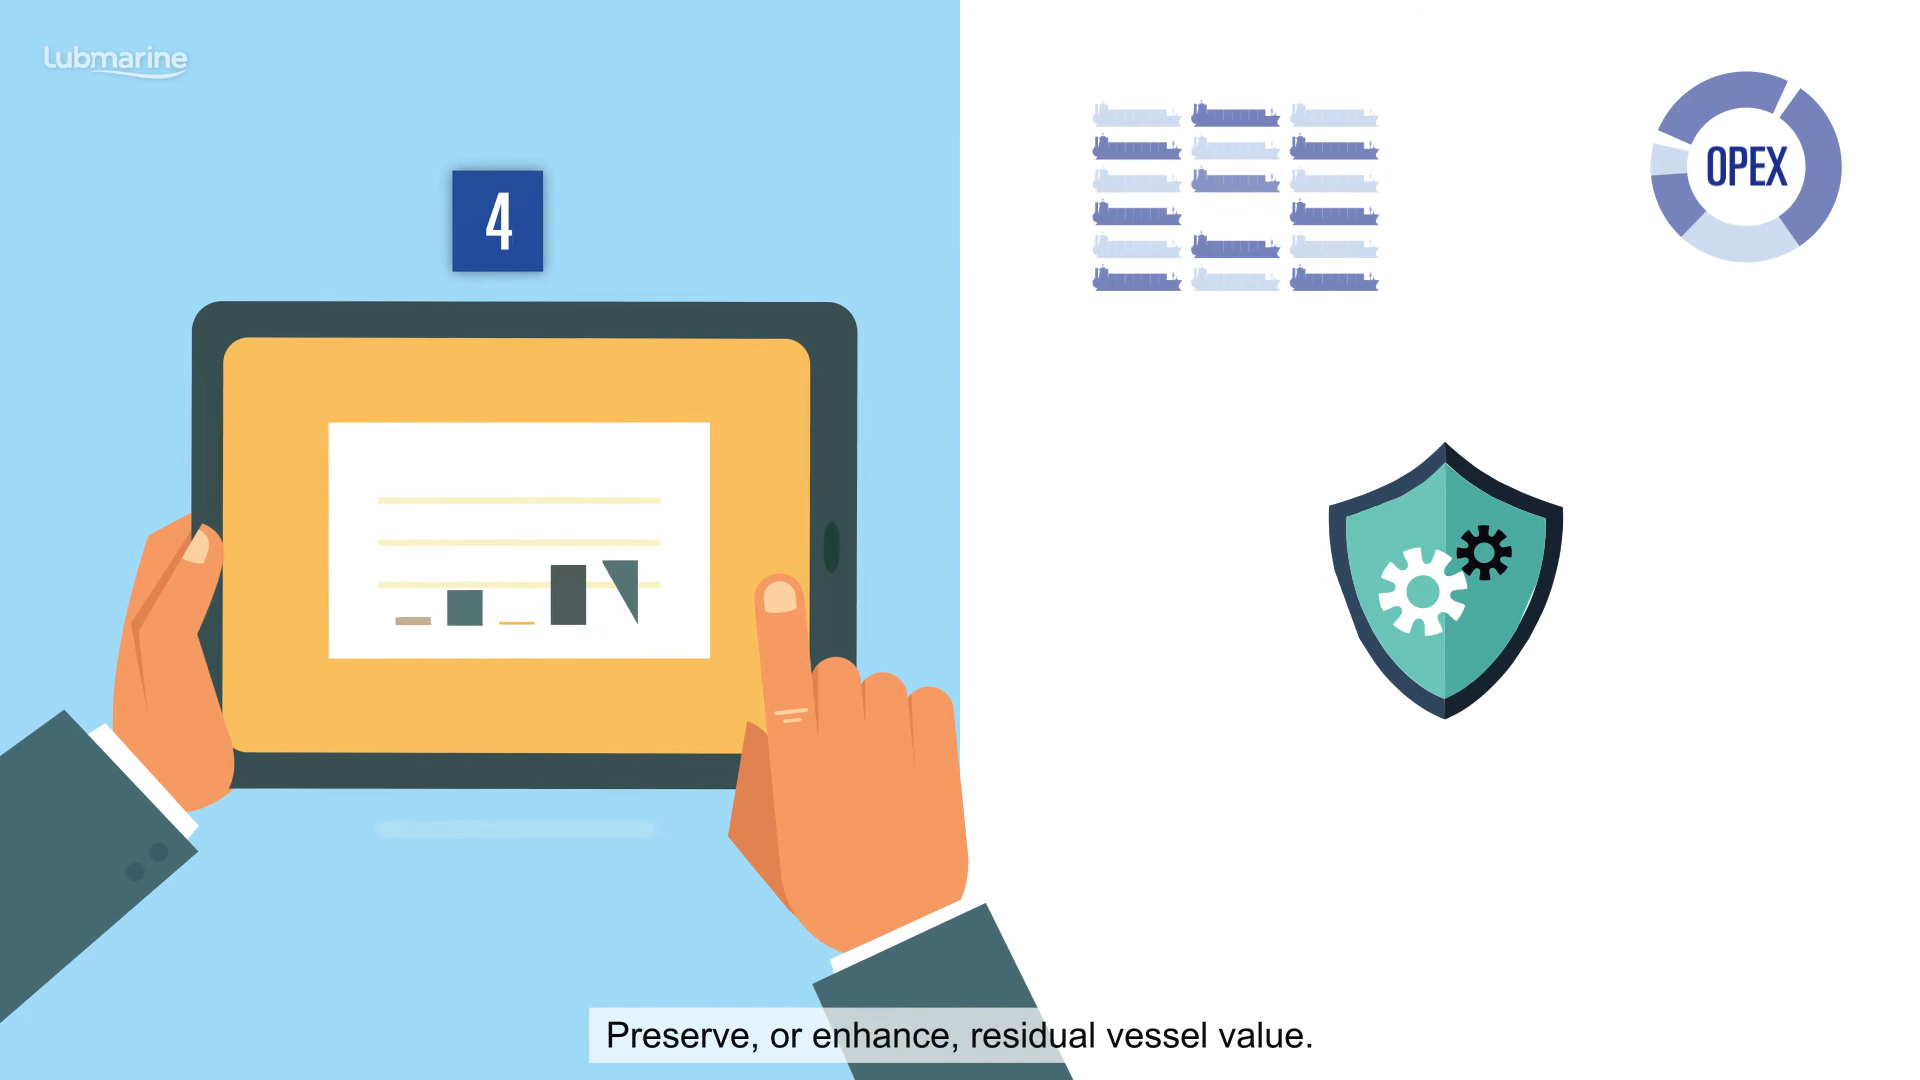 Lubmarine
4
OPEX
Preserve, or enhance, residual vessel value.